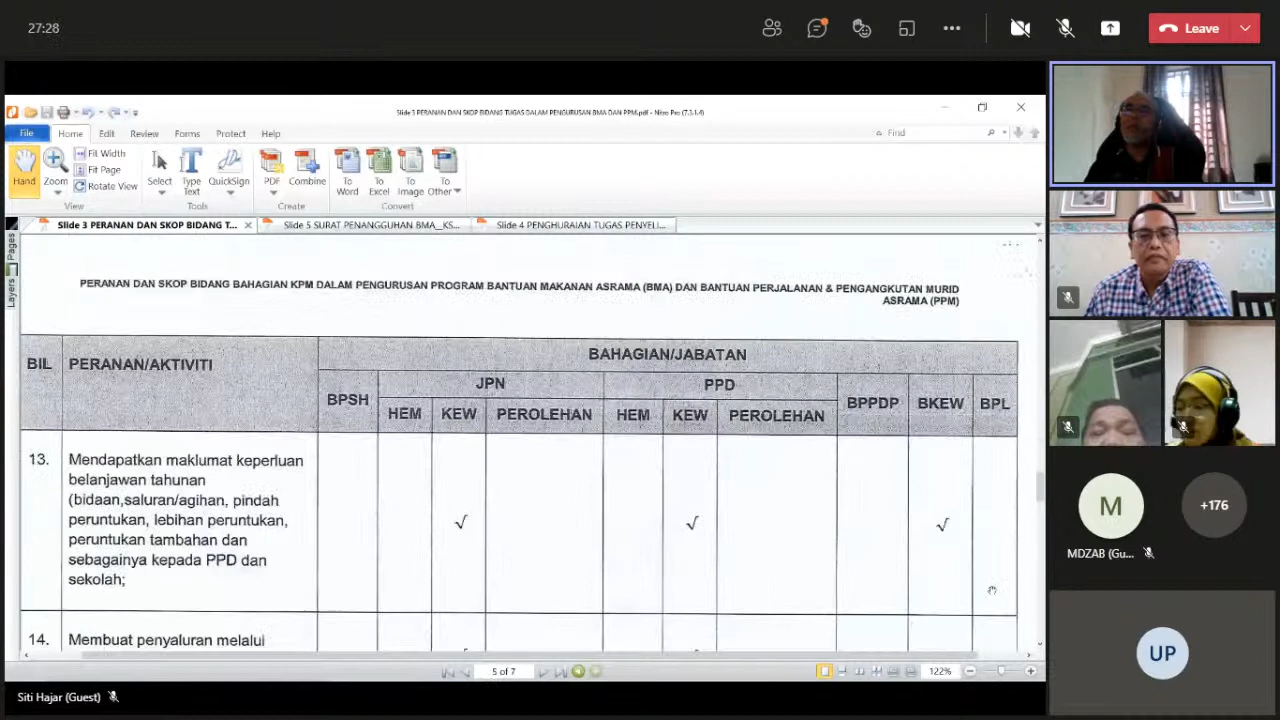 27:28
Leave
Slide 3 PERANAN DAN SKOP BIDANG TUGAS DALAM PENGURUSAN BMA DAN PPM.pdf - Nitro Pro (7.3.1.4)
File Home Edit Review Forms Protect Help
Find
Hand
Zoom
Fit Width
Fit Page
Rotate View
Select
Type Text
QuickSign
PDF
Combine
To Word
To Excel
To Image
To Other
View
Tools
Create
Convert
Slide 3 PERANAN DAN SKOP BIDANG T...
Slide 5 SURAT PENANGGUHAN BMA_KS...
Slide 4 PENGHURAIAN TUGAS PENYELI...
Pages
Layers
PERANAN DAN SKOP BIDANG BAHAGIAN KPM DALAM PENGURUSAN PROGRAM BANTUAN MAKANAN ASRAMA (BMA) DAN BANTUAN PERJALANAN & PENGANGKUTAN MURID
ASRAMA (PPM)
BIL PERANAN/AKTIVITI BAHAGIAN/JABATAN
BPSH JPN PPD BPPDP BKEW BPL
HEM KEW PEROLEHAN HEM KEW PEROLEHAN
13. Mendapatkan maklumat keperluan
belanjawan tahunan
(bidaan,saluran/agihan, pindah
peruntukan, lebihan peruntukan,
peruntukan tambahan dan
sebagainya kepada PPD dan
sekolah;
√ √ √
14. Membuat penyaluran melalui
5 of 7
122%
Siti Hajar (Guest)
M
+176
MDZAB (Gu...
UP